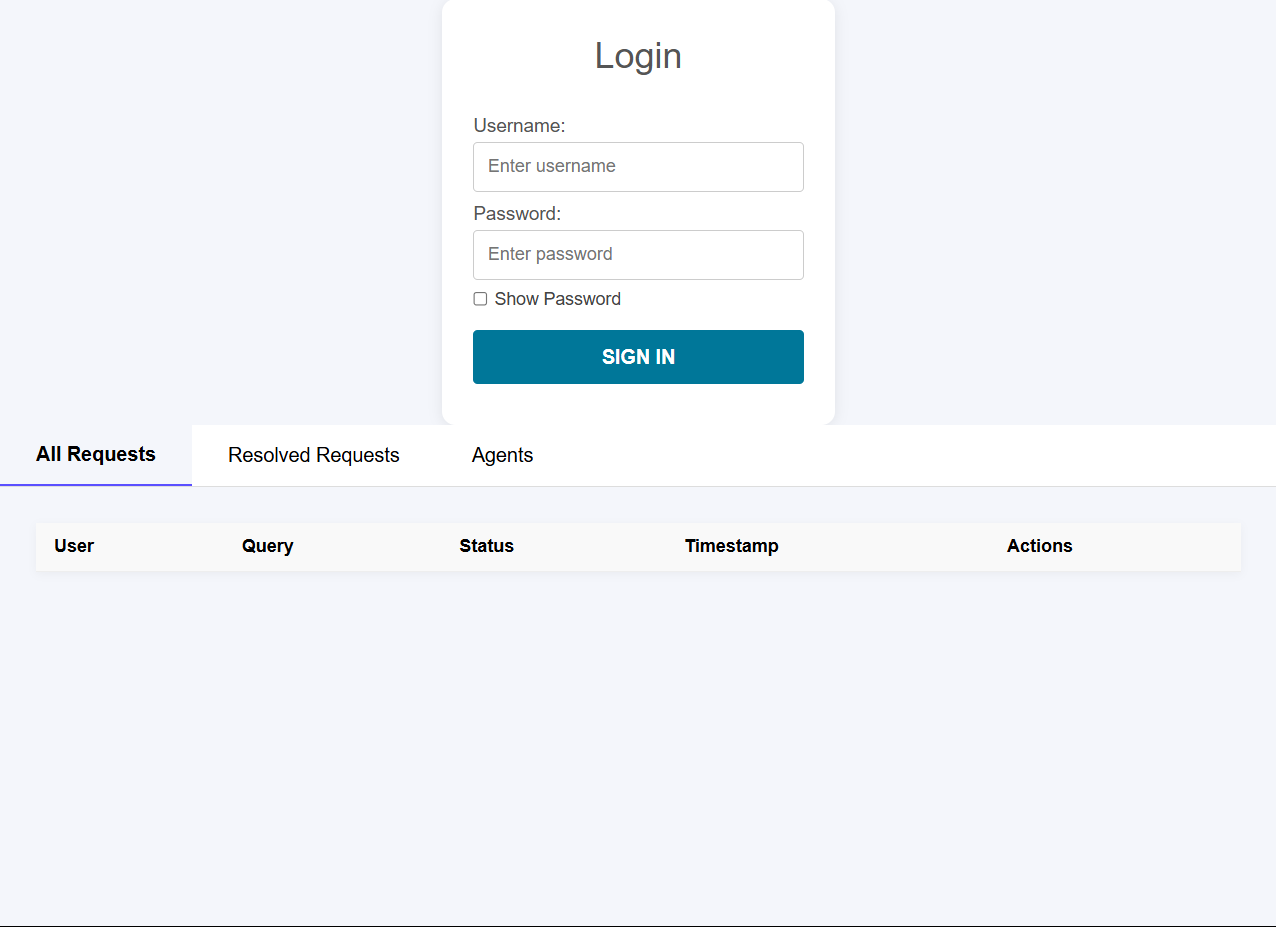 Login
Username:
Enter username
Password:
Enter password
Show Password
SIGN IN
All Requests Resolved Requests Agents
User Query Status Timestamp Actions